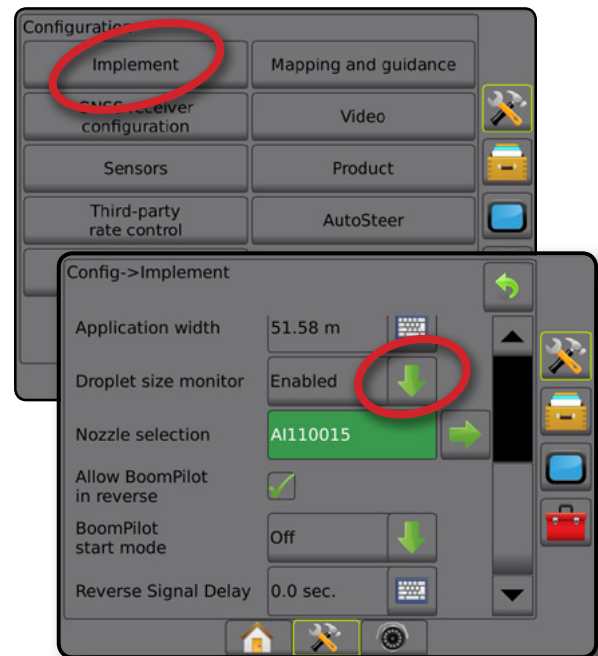 Configuration
Implement
Mapping and guidance
GNSS receiver
configuration
Video
Sensors
Product
Third-party
rate control
AutoSteer
Config->Implement
Application width
51.58 m
Droplet size monitor
Enabled
Nozzle selection
AI110015
Allow BoomPilot
in reverse
BoomPilot
start mode
Off
Reverse Signal Delay
0.0 sec.